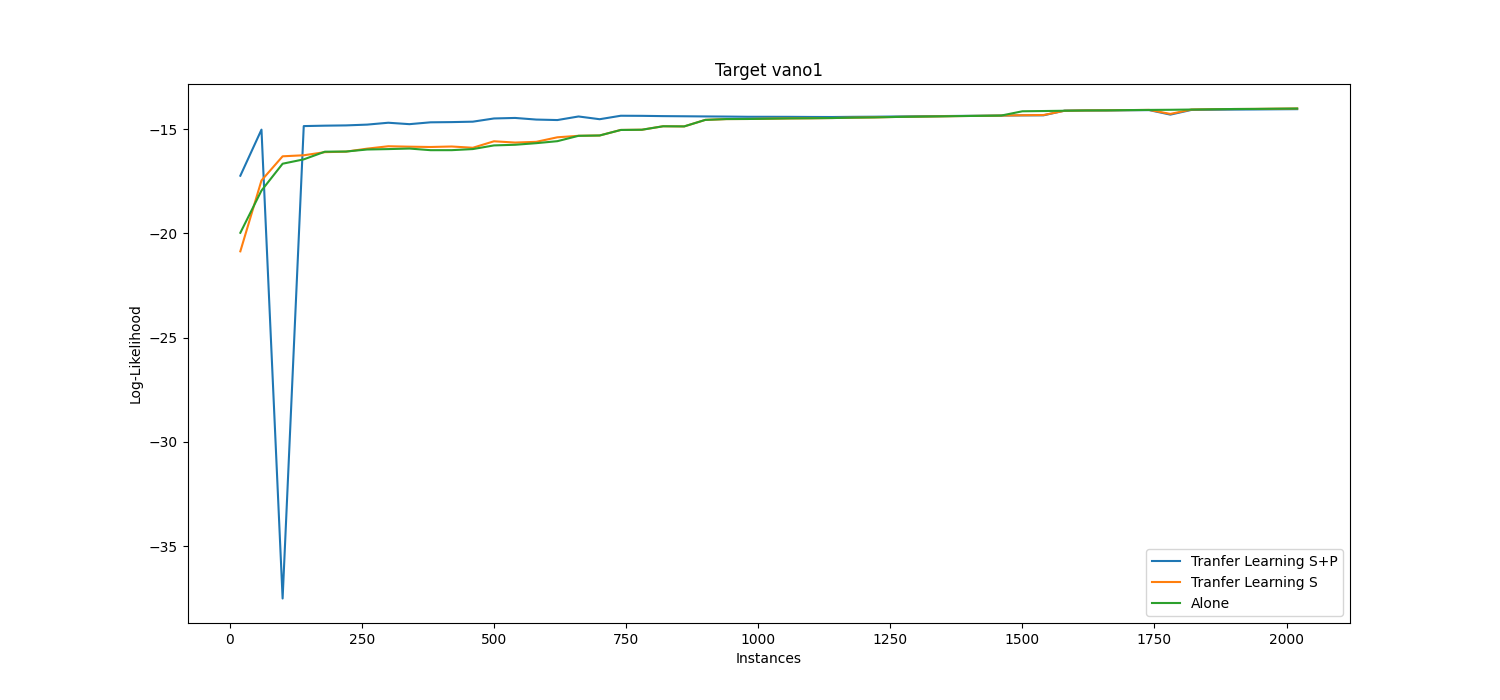 Target vano1
Log-Likelihood
−15
−20
−25
−30
−35
0
250
500
750
1000
1250
1500
1750
2000
Instances
Tranfer Learning S+P
Tranfer Learning S
Alone